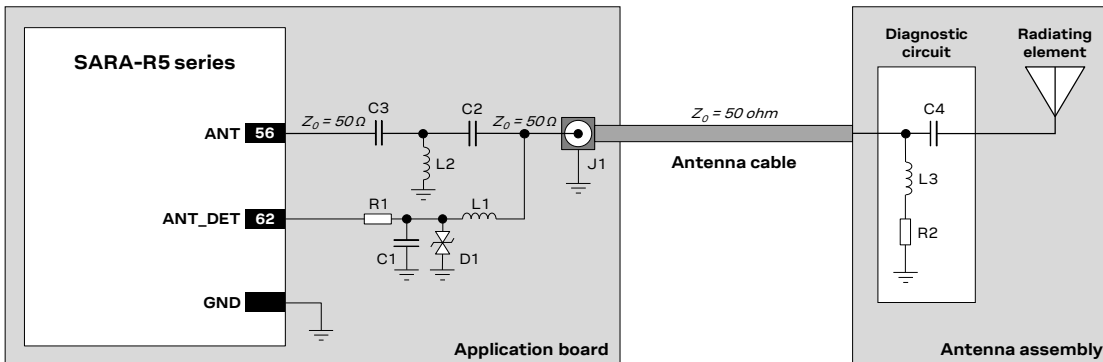 SARA-R5 series
ANT 56
ANT_DET 62
GND
Z₀ = 50 Ω
C3
C2
Z₀ = 50 Ω
L2
R1
L1
C1
D1
J1
Application board
Z₀ = 50 ohm
Antenna cable
Diagnostic
circuit
Radiating
element
C4
L3
R2
Antenna assembly